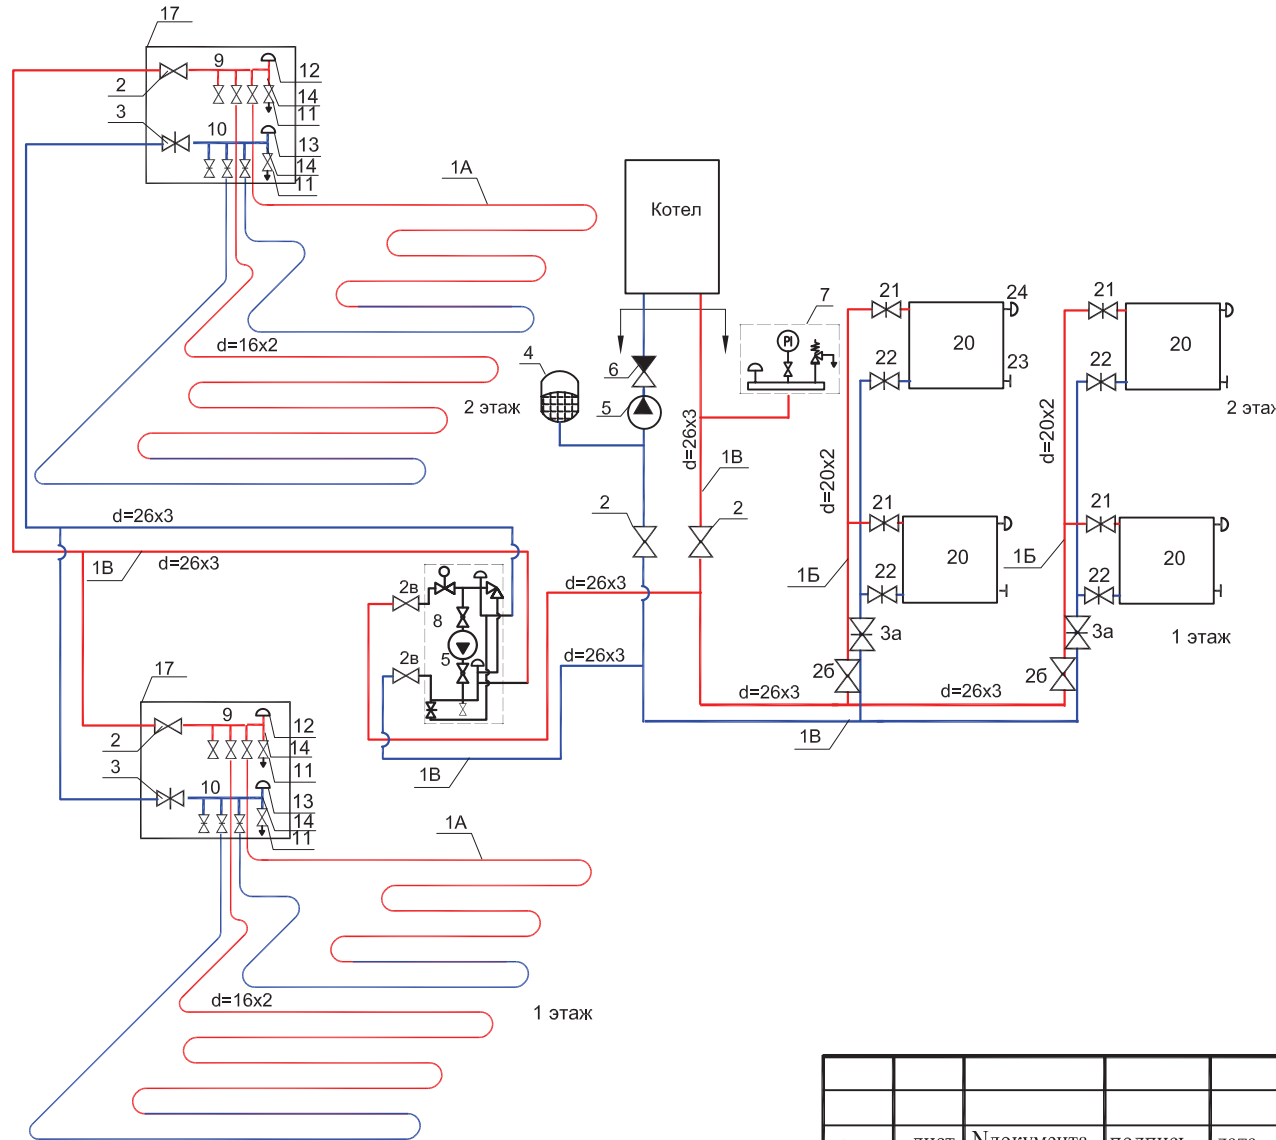 17
9
2
12
14
11
3
10
13
14
11
1А
Котел
7
PI
21
24
20
22
23
21
20
22
2 этаж
4
6
5
d=16x2
2 этаж
d=26x3
1В
d=20x2
d=20x2
2
2
21
20
22
1Б
21
20
22
1Б
d=26x3
1В
d=26x3
2в
8
5
2в
d=26x3
d=26x3
3а
2б
3а
2б
1 этаж
d=26x3
d=26x3
1В
1В
17
9
2
12
14
11
3
10
13
14
11
1А
d=16x2
1 этаж
лист
Nдокумента
подпись
дата